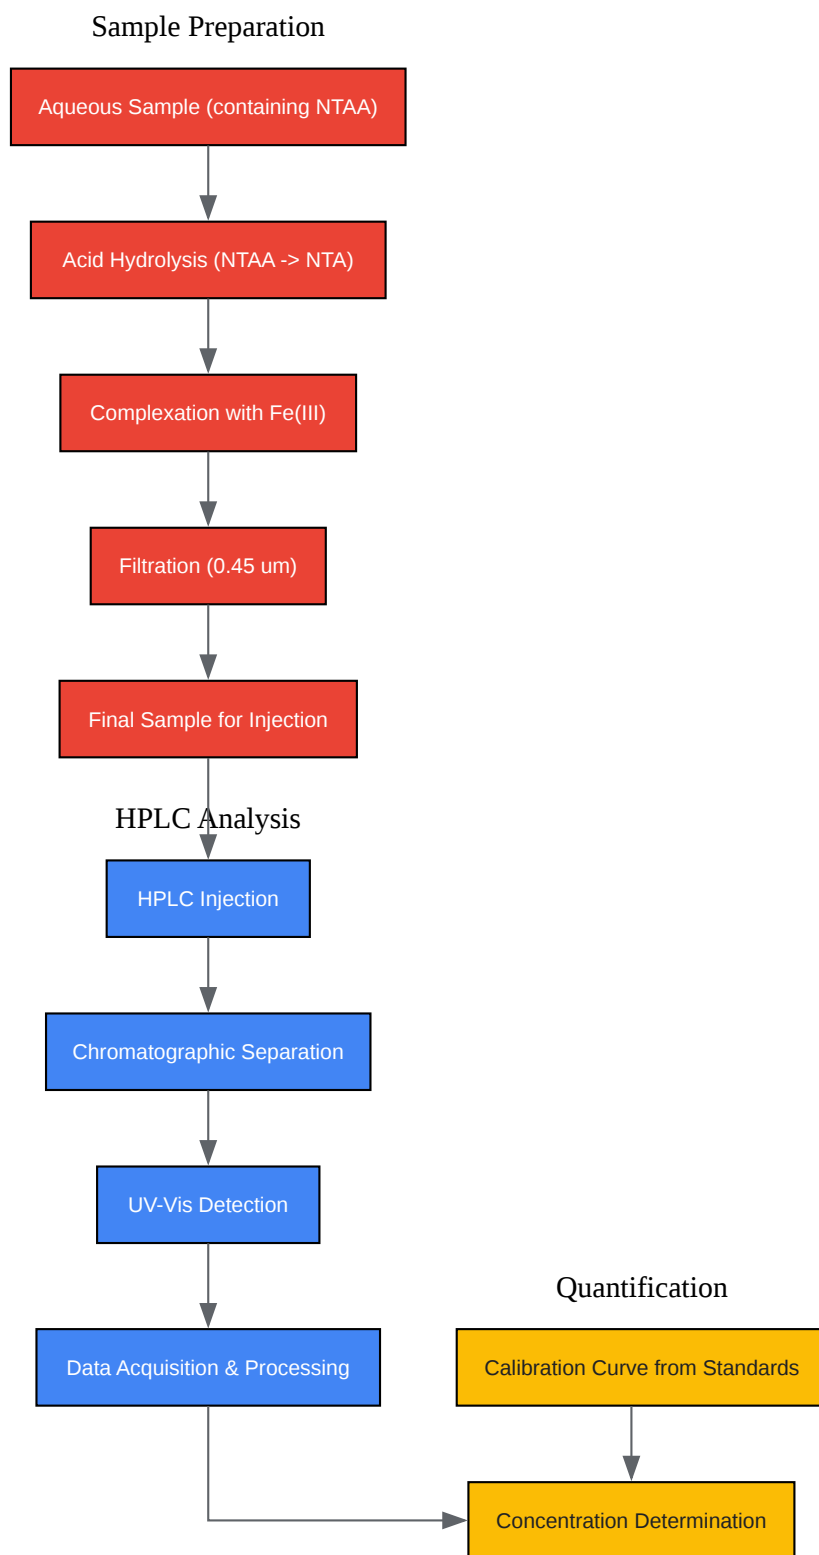 Sample Preparation
Aqueous Sample (containing NTAA)
Acid Hydrolysis (NTAA -> NTA)
Complexation with Fe(III)
Filtration (0.45 um)
Final Sample for Injection
HPLC Analysis
HPLC Injection
Chromatographic Separation
UV-Vis Detection
Data Acquisition & Processing
Quantification
Calibration Curve from Standards
Concentration Determination